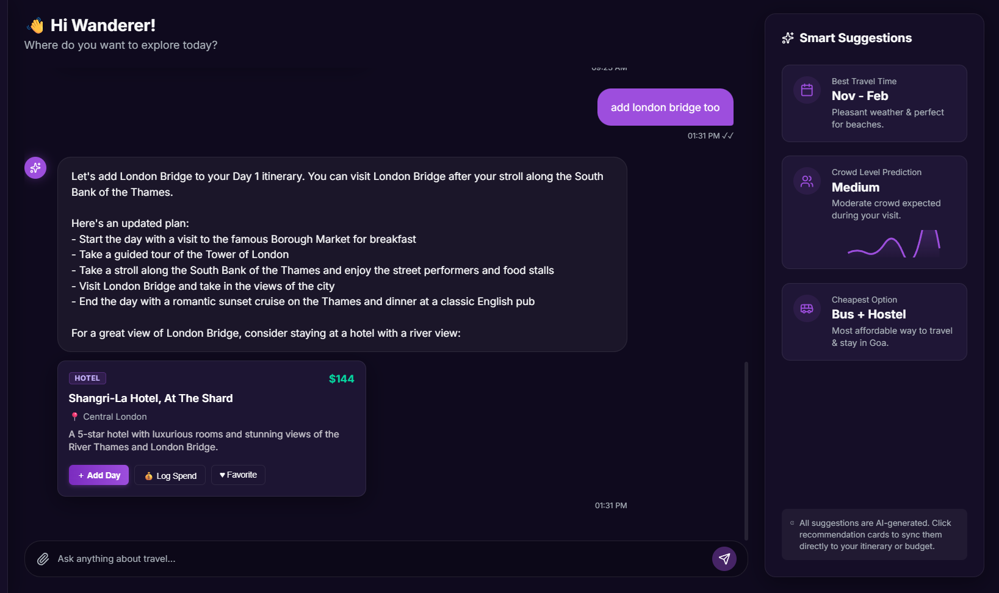 👋 Hi Wanderer!
Where do you want to explore today?
09:23 AM
add london bridge too
01:31 PM ✓✓
Let's add London Bridge to your Day 1 itinerary. You can visit London Bridge after your stroll along the South
Bank of the Thames.
Here's an updated plan:
- Start the day with a visit to the famous Borough Market for breakfast
- Take a guided tour of the Tower of London
- Take a stroll along the South Bank of the Thames and enjoy the street performers and food stalls
- Visit London Bridge and take in the views of the city
- End the day with a romantic sunset cruise on the Thames and dinner at a classic English pub
For a great view of London Bridge, consider staying at a hotel with a river view:
HOTEL
$144
Shangri-La Hotel, At The Shard
📍 Central London
A 5-star hotel with luxurious rooms and stunning views of the
River Thames and London Bridge.
+ Add Day
💰 Log Spend
♥ Favorite
01:31 PM
Ask anything about travel...
Smart Suggestions
Best Travel Time
Nov - Feb
Pleasant weather & perfect
for beaches.
Crowd Level Prediction
Medium
Moderate crowd expected
during your visit.
Cheapest Option
Bus + Hostel
Most affordable way to travel
& stay in Goa.
All suggestions are AI-generated. Click
recommendation cards to sync them
directly to your itinerary or budget.